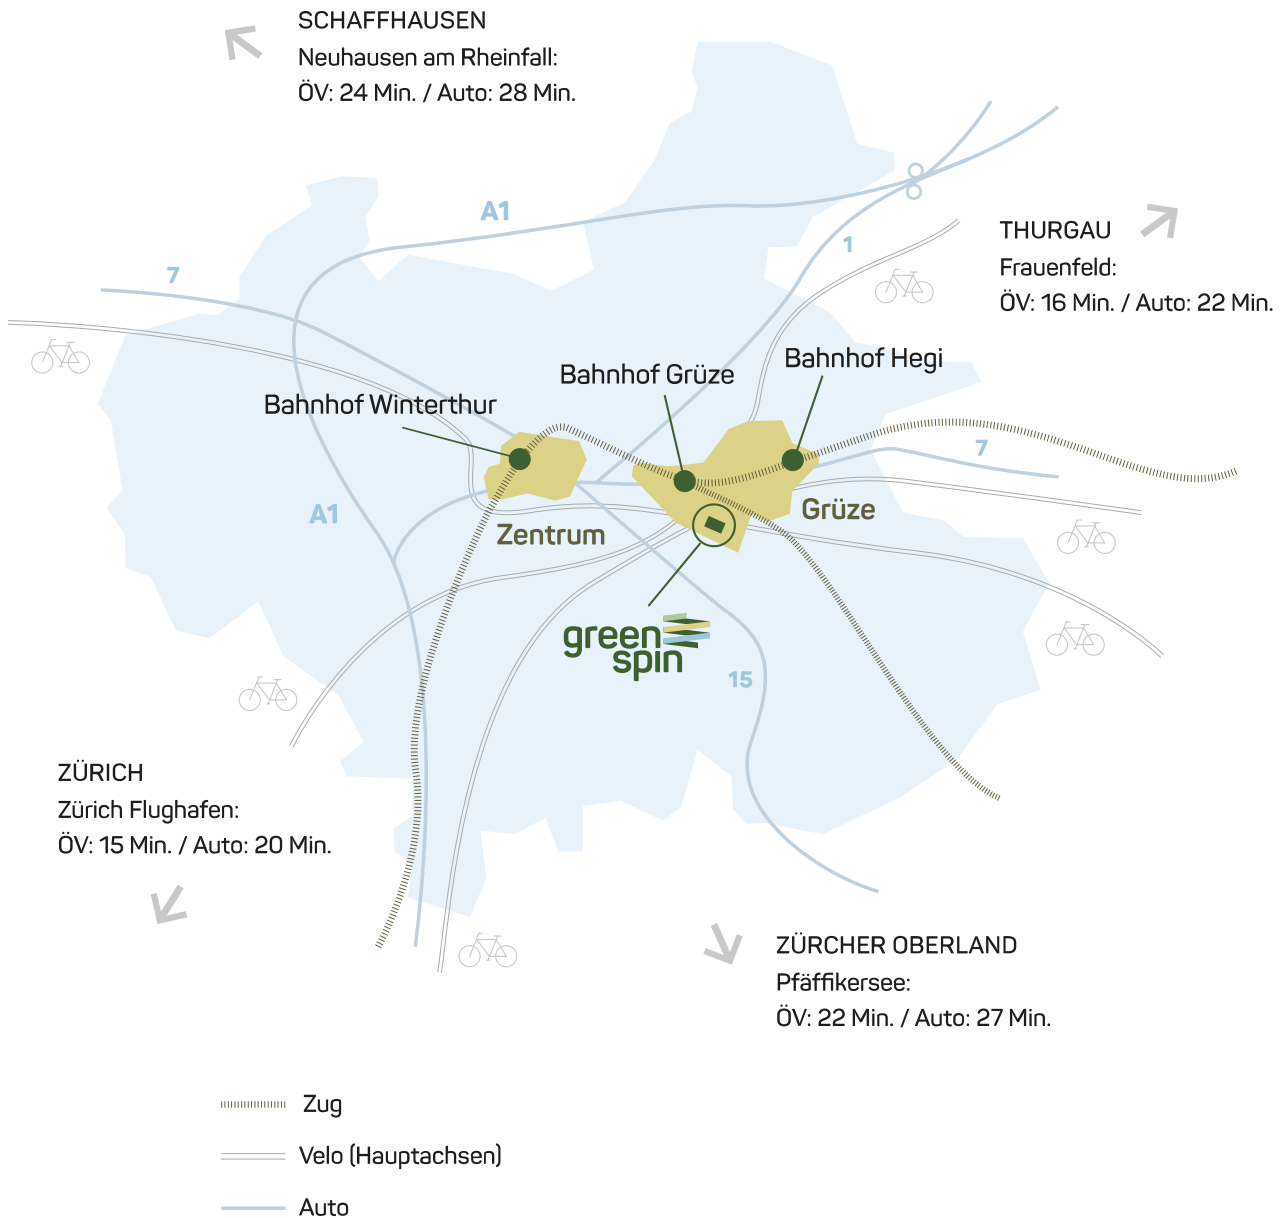 SCHAFFHAUSEN
Neuhausen am Rheinfall:
ÖV: 24 Min. / Auto: 28 Min.
A1
THURGAU
Frauenfeld:
ÖV: 16 Min. / Auto: 22 Min.
1
7
Bahnhof Hegi
Bahnhof Grüze
Bahnhof Winterthur
7
A1
Grüze
Zentrum
green
spin
15
ZÜRICH
Zürich Flughafen:
ÖV: 15 Min. / Auto: 20 Min.
ZÜRCHER OBERLAND
Pfäffikersee:
ÖV: 22 Min. / Auto: 27 Min.
Zug
Velo (Hauptachsen)
Auto